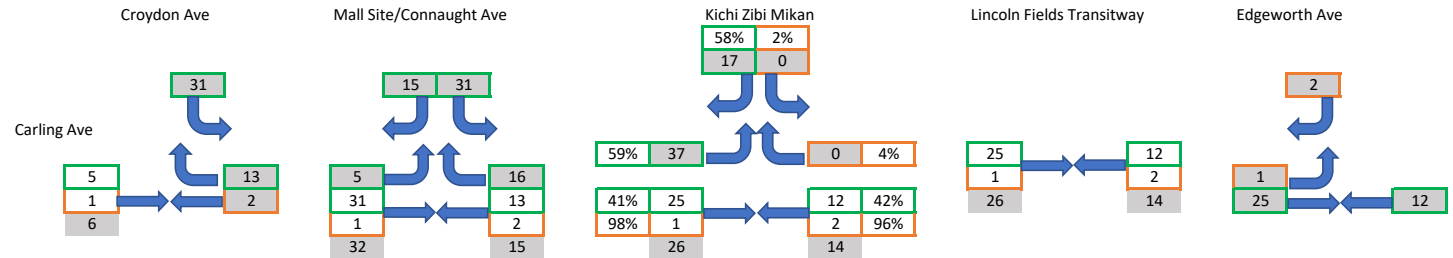 Croydon Ave
Mall Site/Connaught Ave
Kichi Zibi Mikan
Lincoln Fields Transitway
Edgeworth Ave
58% 2%
17 0
31
15 31
2
Carling Ave
5 13
1 2
6
5 16
31 13
1 2
32 15
59% 37 0 4%
41% 25 12 42%
98% 1 2 96%
26 14
25 12
1 2
26 14
1
25 12